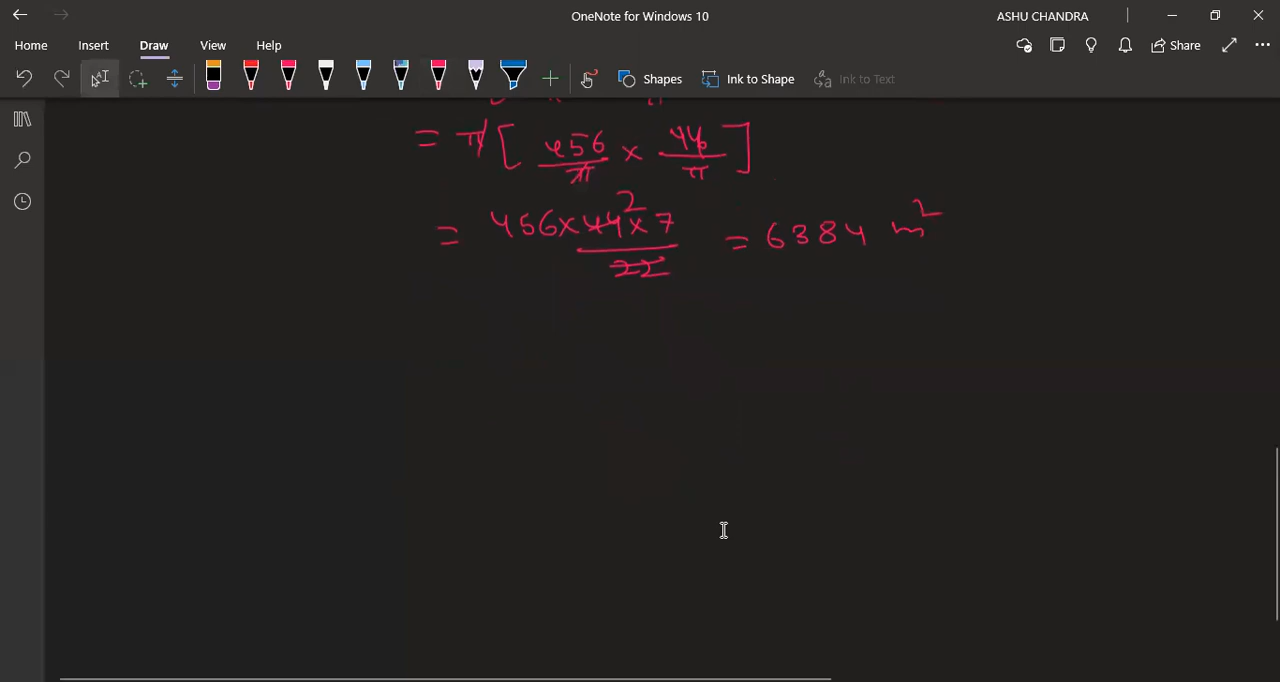 OneNote for Windows 10
ASHU CHANDRA
Home Insert Draw View Help
Share
Shapes Ink to Shape Ink to Text
= π [ 456/π × 44/π ]
= 456×44²×7/22 = 6384 m²